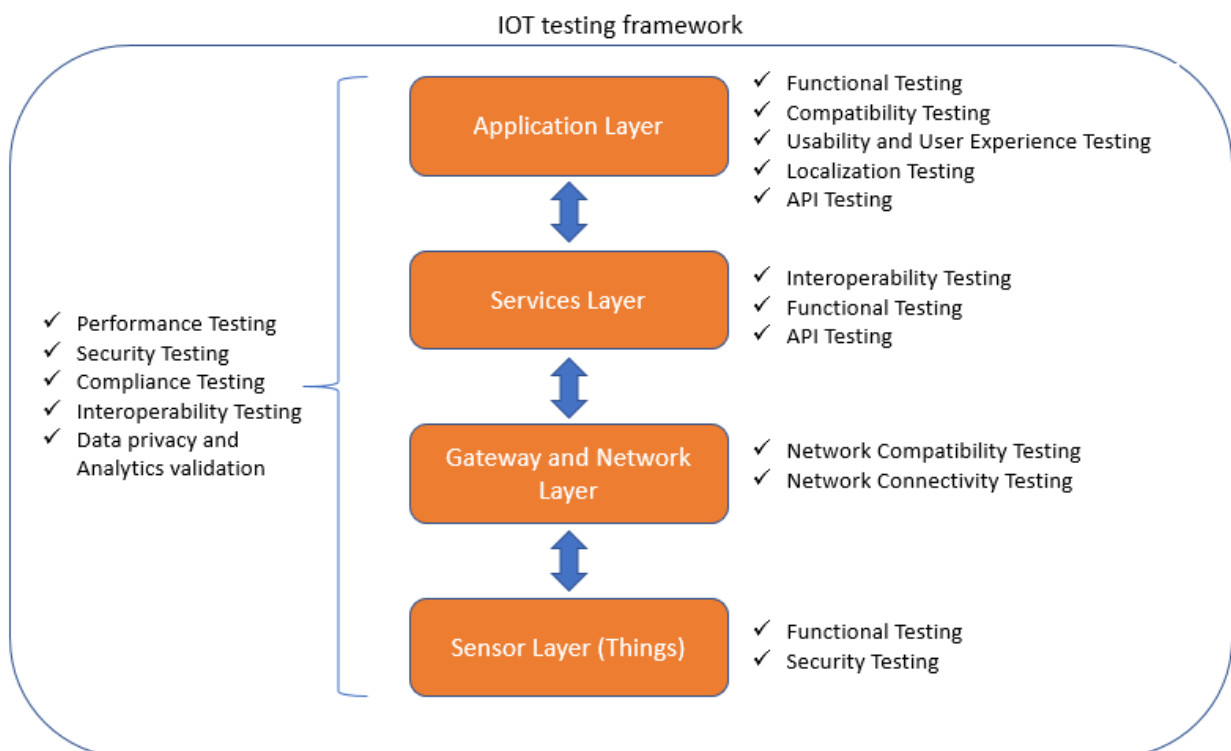 IOT testing framework
Application Layer
✓ Functional Testing
✓ Compatibility Testing
✓ Usability and User Experience Testing
✓ Localization Testing
✓ API Testing
Services Layer
✓ Interoperability Testing
✓ Functional Testing
✓ API Testing
✓ Performance Testing
✓ Security Testing
✓ Compliance Testing
✓ Interoperability Testing
✓ Data privacy and
Analytics validation
Gateway and Network
Layer
✓ Network Compatibility Testing
✓ Network Connectivity Testing
Sensor Layer (Things)
✓ Functional Testing
✓ Security Testing